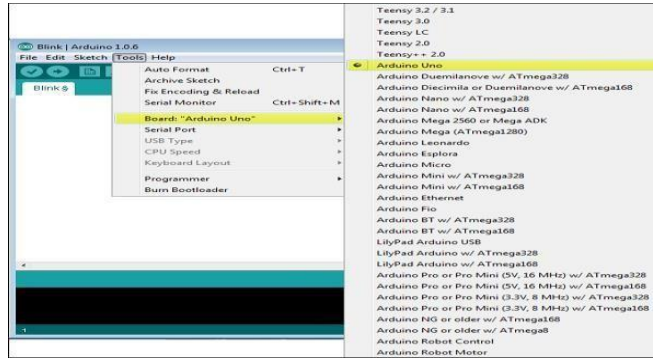 Blink | Arduino 1.0.6
File Edit Sketch Tools Help
Blink §
Auto Format Ctrl+T
Archive Sketch
Fix Encoding & Reload
Serial Monitor Ctrl+Shift+M
Board: "Arduino Uno"
Serial Port
USB Type
CPU Speed
Keyboard Layout
Programmer
Burn Bootloader
1
Teensy 3.2 / 3.1
Teensy 3.0
Teensy LC
Teensy 2.0
Teensy++ 2.0
Arduino Uno
Arduino Duemilanove w/ ATmega328
Arduino Diecimila or Duemilanove w/ ATmega168
Arduino Nano w/ ATmega328
Arduino Nano w/ ATmega168
Arduino Mega 2560 or Mega ADK
Arduino Mega (ATmega1280)
Arduino Leonardo
Arduino Esplora
Arduino Micro
Arduino Mini w/ ATmega328
Arduino Mini w/ ATmega168
Arduino Ethernet
Arduino Fio
Arduino BT w/ ATmega328
Arduino BT w/ ATmega168
LilyPad Arduino USB
LilyPad Arduino w/ ATmega328
LilyPad Arduino w/ ATmega168
Arduino Pro or Pro Mini (5V, 16 MHz) w/ ATmega328
Arduino Pro or Pro Mini (5V, 16 MHz) w/ ATmega168
Arduino Pro or Pro Mini (3.3V, 8 MHz) w/ ATmega328
Arduino Pro or Pro Mini (3.3V, 8 MHz) w/ ATmega168
Arduino NG or older w/ ATmega168
Arduino NG or older w/ ATmega8
Arduino Robot Control
Arduino Robot Motor